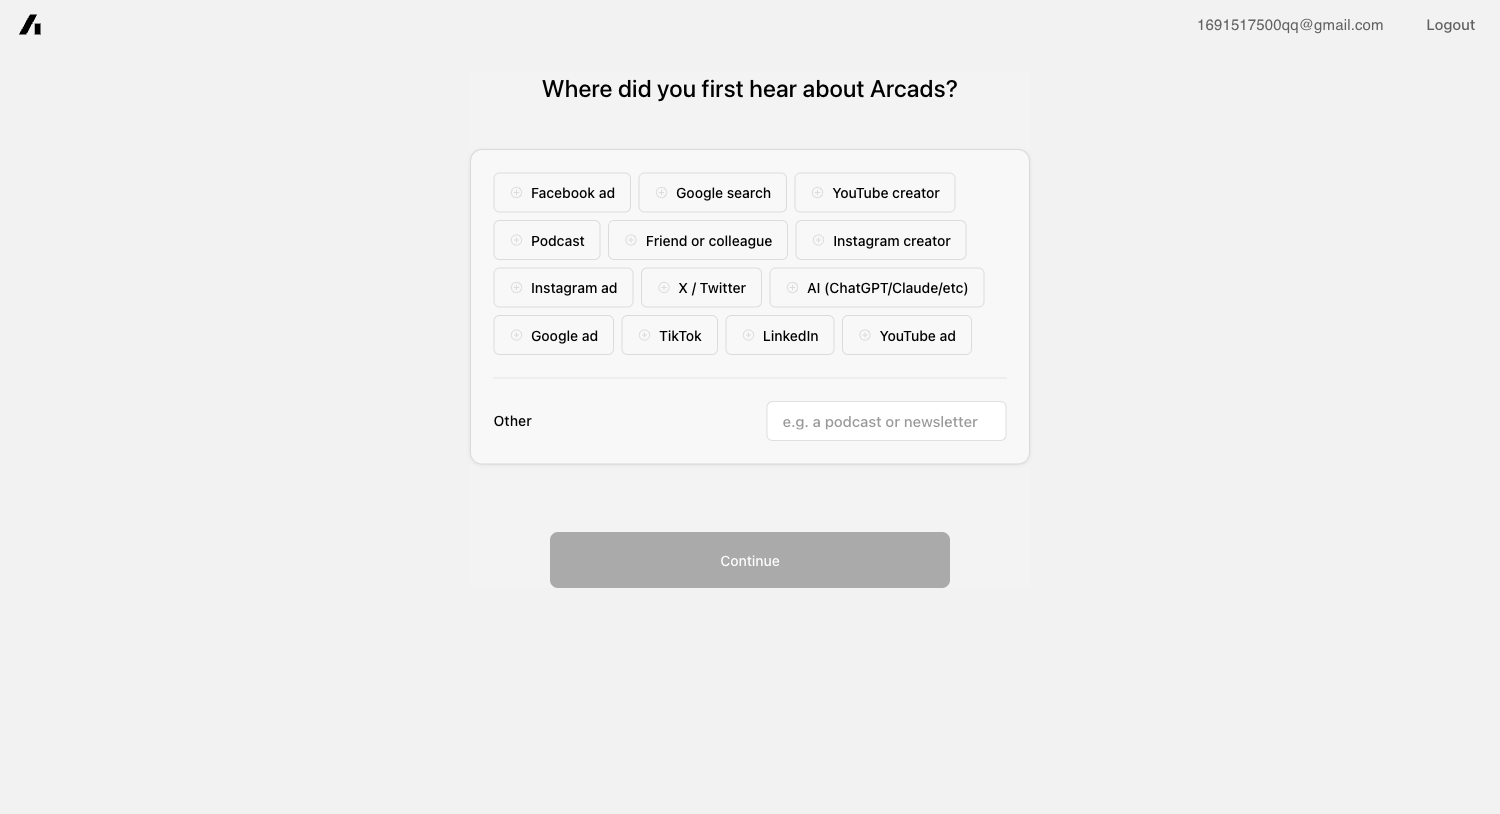 1691517500qq@gmail.com Logout
Where did you first hear about Arcads?
Facebook ad Google search YouTube creator
Podcast Friend or colleague Instagram creator
Instagram ad X / Twitter AI (ChatGPT/Claude/etc)
Google ad TikTok LinkedIn YouTube ad
Other e.g. a podcast or newsletter
Continue